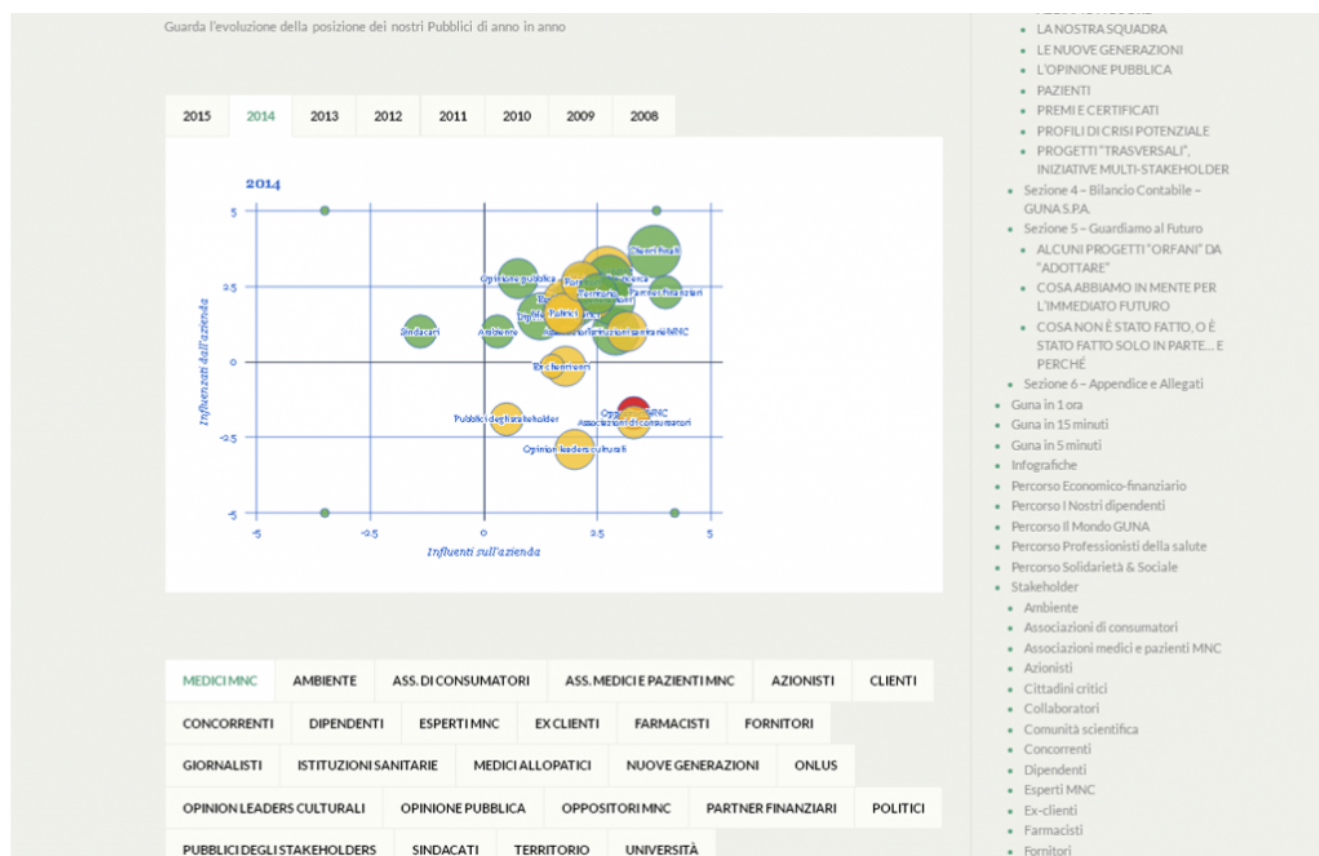 Guarda l'evoluzione della posizione dei nostri Pubblici di anno in anno
2015 2014 2013 2012 2011 2010 2009 2008
2014
5
2.5
0
-2.5
-5
-5 -2.5 0 2.5 5
Influenzati dall'azienda
Influenti sull'azienda
Clienti finali
Opinione pubblica
Partner finanziari
Territorio
Politici
Sindacati
Ambiente
Istituzioni sanitarie MNC
Ex clienti
Pubblici degli stakeholder
Associazioni di consumatori
Opinion leaders culturali
MEDICI MNC AMBIENTE ASS. DI CONSUMATORI ASS. MEDICI E PAZIENTI MNC AZIONISTI CLIENTI
CONCORRENTI DIPENDENTI ESPERTI MNC EX CLIENTI FARMACISTI FORNITORI
GIORNALISTI ISTITUZIONI SANITARIE MEDICI ALLOPATICI NUOVE GENERAZIONI ONLUS
OPINION LEADERS CULTURALI OPINIONE PUBBLICA OPPOSITORI MNC PARTNER FINANZIARI POLITICI
PUBBLICI DEGLI STAKEHOLDERS SINDACATI TERRITORIO UNIVERSITÀ
LA NOSTRA SQUADRA
LE NUOVE GENERAZIONI
L'OPINIONE PUBBLICA
PAZIENTI
PREMI E CERTIFICATI
PROFILI DI CRISI POTENZIALE
PROGETTI "TRASVERSALI",
INIZIATIVE MULTI-STAKEHOLDER
Sezione 4 – Bilancio Contabile –
GUNA S.P.A.
Sezione 5 – Guardiamo al Futuro
ALCUNI PROGETTI "ORFANI" DA
"ADOTTARE"
COSA ABBIAMO IN MENTE PER
L'IMMEDIATO FUTURO
COSA NON È STATO FATTO, O È
STATO FATTO SOLO IN PARTE... E
PERCHÉ
Sezione 6 – Appendice e Allegati
Guna in 1 ora
Guna in 15 minuti
Guna in 5 minuti
Infografiche
Percorso Economico-finanziario
Percorso I Nostri dipendenti
Percorso Il Mondo GUNA
Percorso Professionisti della salute
Percorso Solidarietà & Sociale
Stakeholder
Ambiente
Associazioni di consumatori
Associazioni medici e pazienti MNC
Azionisti
Cittadini critici
Collaboratori
Comunità scientifica
Concorrenti
Dipendenti
Esperti MNC
Ex-clienti
Farmacisti
Fornitori